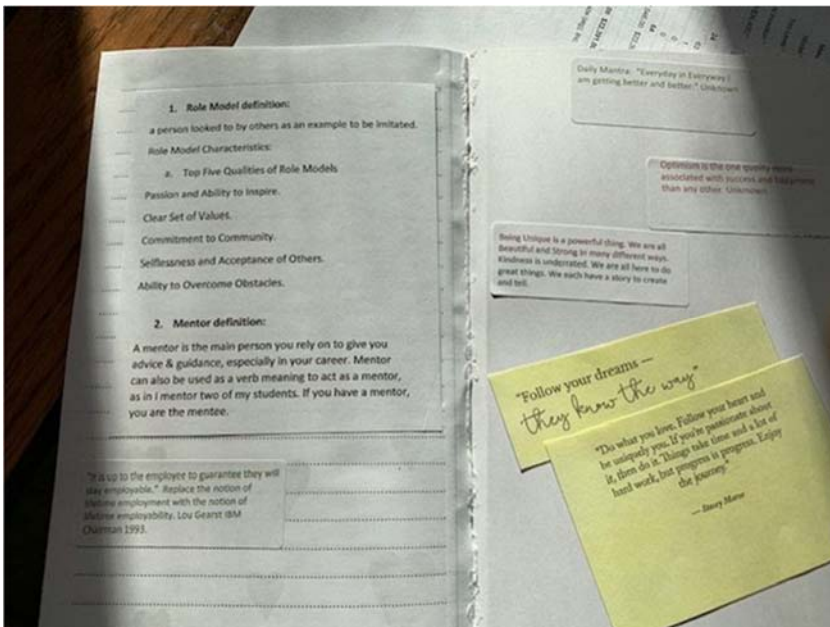 1. Role Model definition:
a person looked to by others as an example to be imitated.
Role Model Characteristics:
a. Top Five Qualities of Role Models
Passion and Ability to Inspire.
Clear Set of Values.
Commitment to Community.
Selflessness and Acceptance of Others.
Ability to Overcome Obstacles.
2. Mentor definition:
A mentor is the main person you rely on to give you
advice & guidance, especially in your career. Mentor
can also be used as a verb meaning to act as a mentor,
as in I mentor two of my students. If you have a mentor,
you are the mentee.
"It is up to the employee to guarantee they will
stay employable." Replace the notion of
lifetime employment with the notion of
lifetime employability. Lou Gearst IBM
Chairman 1993.
Daily Mantra: "Everyday in Everyway I
am getting better and better." Unknown
Optimism is the one quality more
associated with success and happiness
than any other. Unknown
Being Unique is a powerful thing. We are all
Beautiful and Strong in many different ways.
Kindness is underrated. We are all here to do
great things. We each have a story to create
and tell.
"Follow your dreams —
they know the way"
"Do what you love. Follow your heart and
be uniquely you. If you're passionate about
it, then do it. Things take time and a lot of
hard work, but progress is progress. Enjoy
the journey."